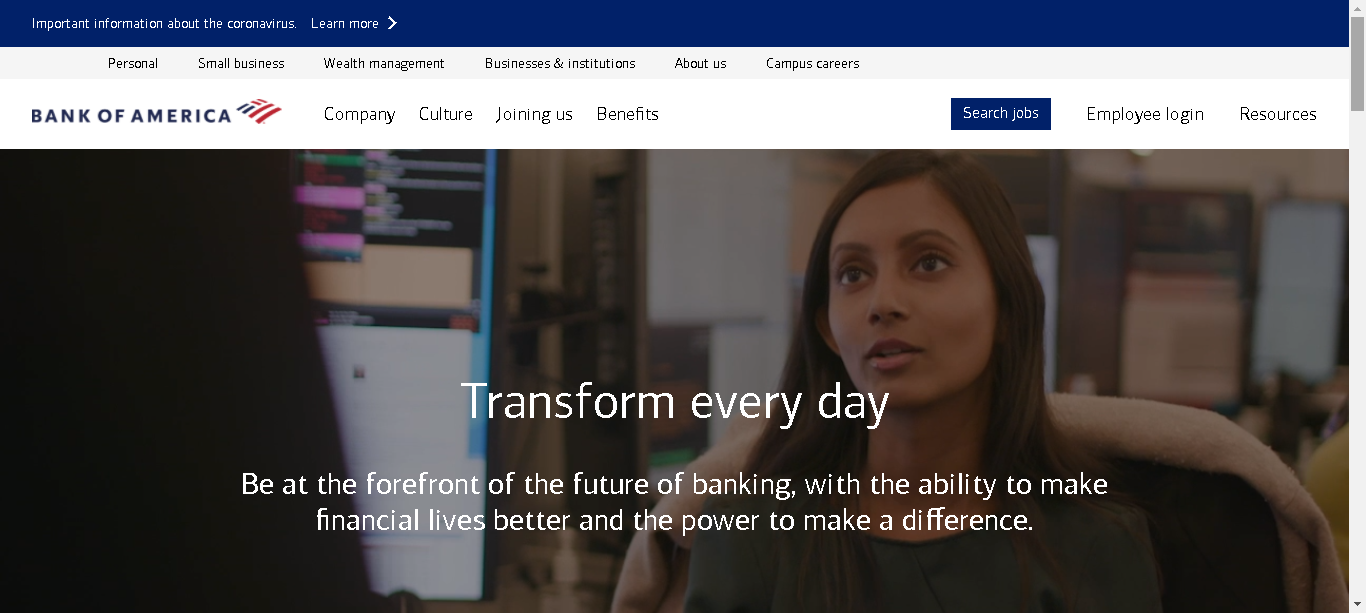 Important information about the coronavirus. Learn more
Personal Small business Wealth management Businesses & institutions About us Campus careers
BANK OF AMERICA Company Culture Joining us Benefits Search jobs Employee login Resources
Transform every day
Be at the forefront of the future of banking, with the ability to make
financial lives better and the power to make a difference.